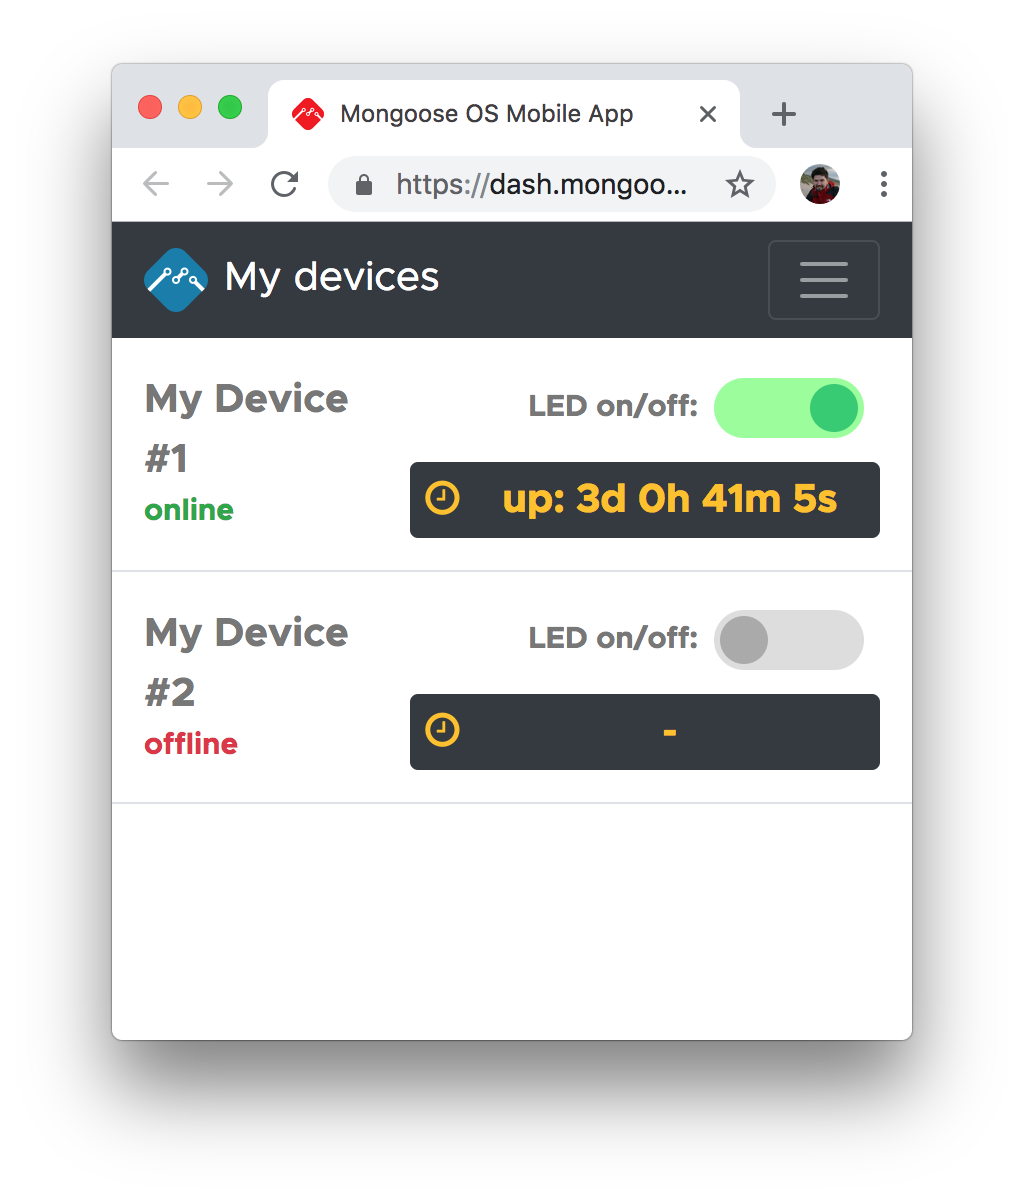 Mongoose OS Mobile App
https://dash.mongoo...
My devices
My Device
#1
online
LED on/off:
up: 3d 0h 41m 5s
My Device
#2
offline
LED on/off:
-